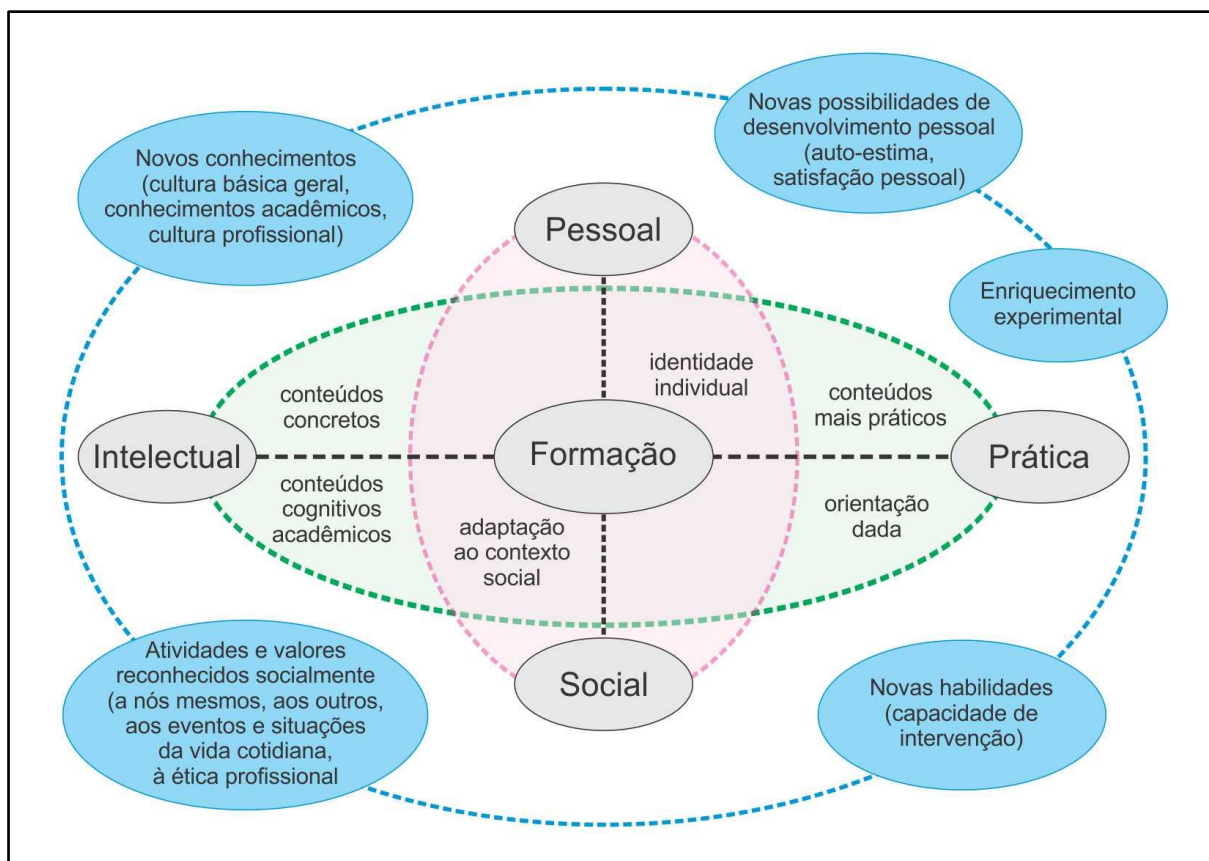 Novos conhecimentos
(cultura básica geral,
conhecimentos acadêmicos,
cultura profissional)
Novas possibilidades de
desenvolvimento pessoal
(auto-estima,
satisfação pessoal)
Pessoal
Enriquecimento
experimental
identidade
individual
conteúdos
concretos
conteúdos
mais práticos
Intelectual
Formação
Prática
conteúdos
cognitivos
acadêmicos
adaptação
ao contexto
social
orientação
dada
Social
Atividades e valores
reconhecidos socialmente
(a nós mesmos, aos outros,
aos eventos e situações
da vida cotidiana,
à ética profissional
Novas habilidades
(capacidade de
intervenção)